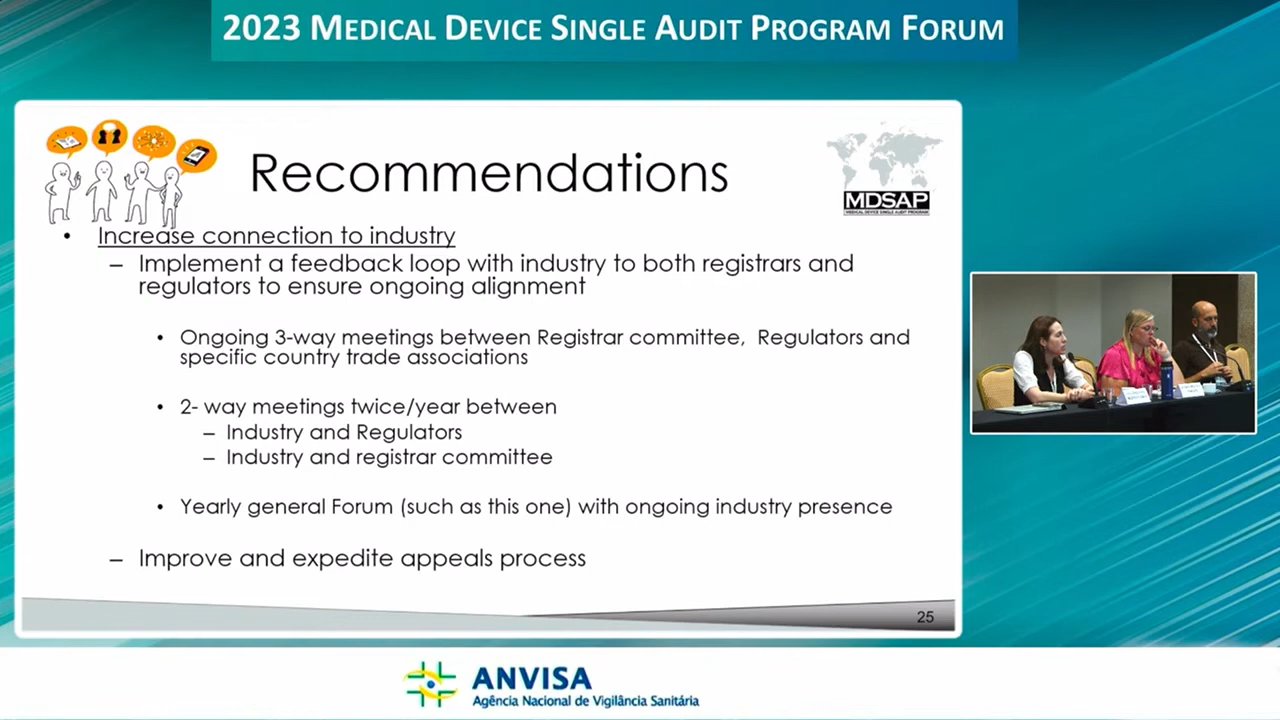 2023 MEDICAL DEVICE SINGLE AUDIT PROGRAM FORUM
Recommendations
MDSAP
MEDICAL DEVICE SINGLE AUDIT PROGRAM
• Increase connection to industry
– Implement a feedback loop with industry to both registrars and
regulators to ensure ongoing alignment
• Ongoing 3-way meetings between Registrar committee, Regulators and
specific country trade associations
• 2- way meetings twice/year between
– Industry and Regulators
– Industry and registrar committee
• Yearly general Forum (such as this one) with ongoing industry presence
– Improve and expedite appeals process
25
ANVISA
Agência Nacional de Vigilância Sanitária